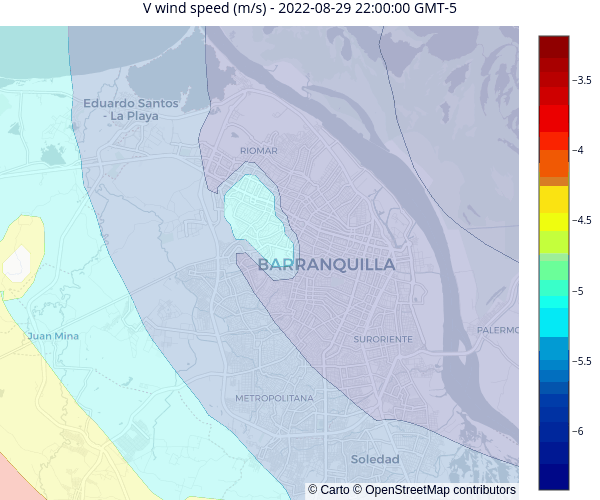 V wind speed (m/s) - 2022-08-29 22:00:00 GMT-5
Eduardo Santos
- La Playa
RIOMAR
BARRANQUILLA
Juan Mina
SURORIENTE
PALERMO
METROPOLITANA
Soledad
© Carto © OpenStreetMap contributors
−3.5
−4
−4.5
−5
−5.5
−6